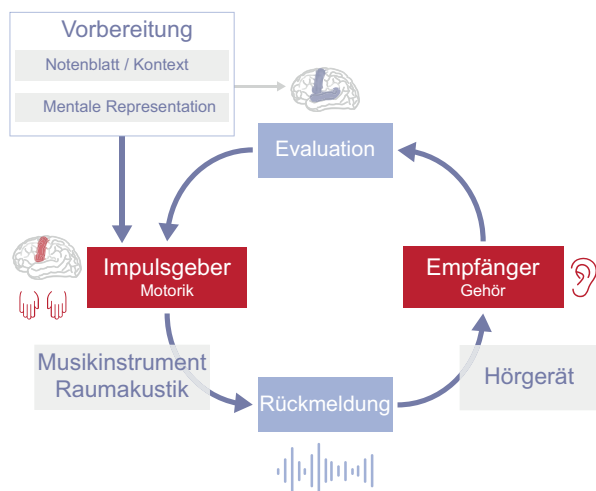 Vorbereitung
Notenblatt / Kontext
Mentale Representation
Evaluation
Impulsgeber
Motorik
Empfänger
Gehör
Musikinstrument
Raumakustik
Rückmeldung
Hörgerät